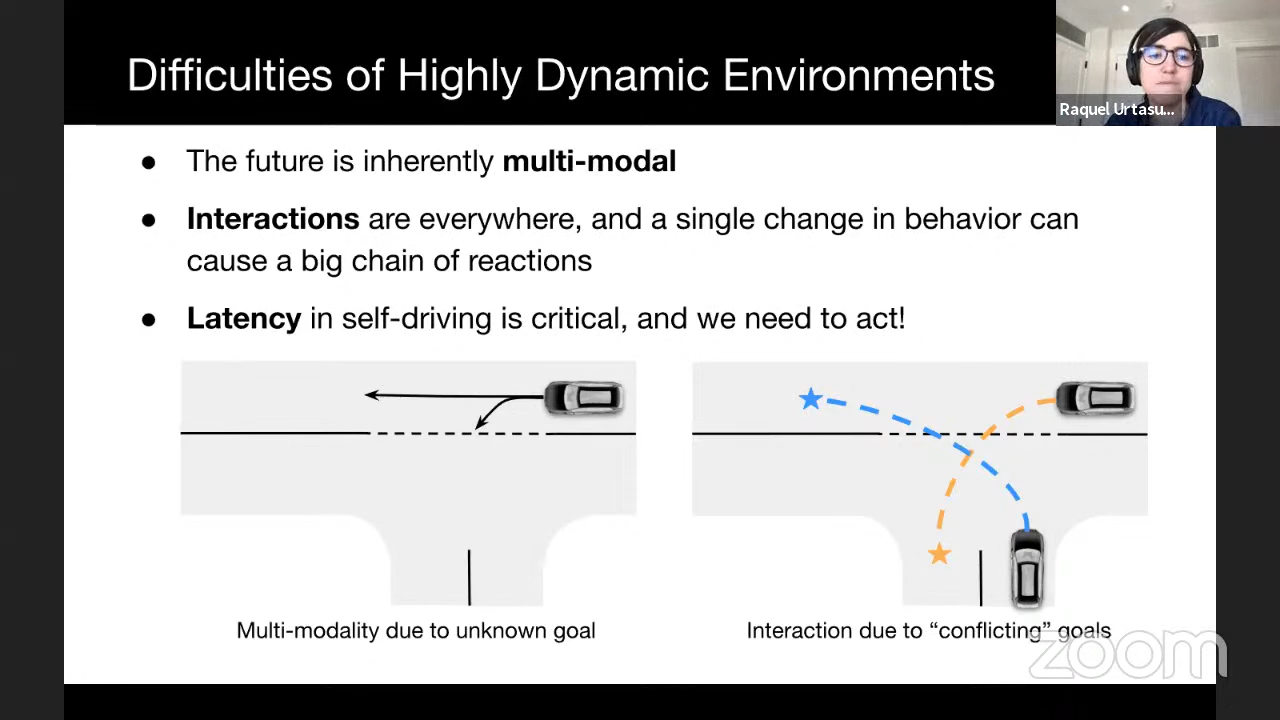 Difficulties of Highly Dynamic Environments
Raquel Urtasu...
● The future is inherently multi-modal
● Interactions are everywhere, and a single change in behavior can
cause a big chain of reactions
● Latency in self-driving is critical, and we need to act!
Multi-modality due to unknown goal
Interaction due to “conflicting” goals
zoom